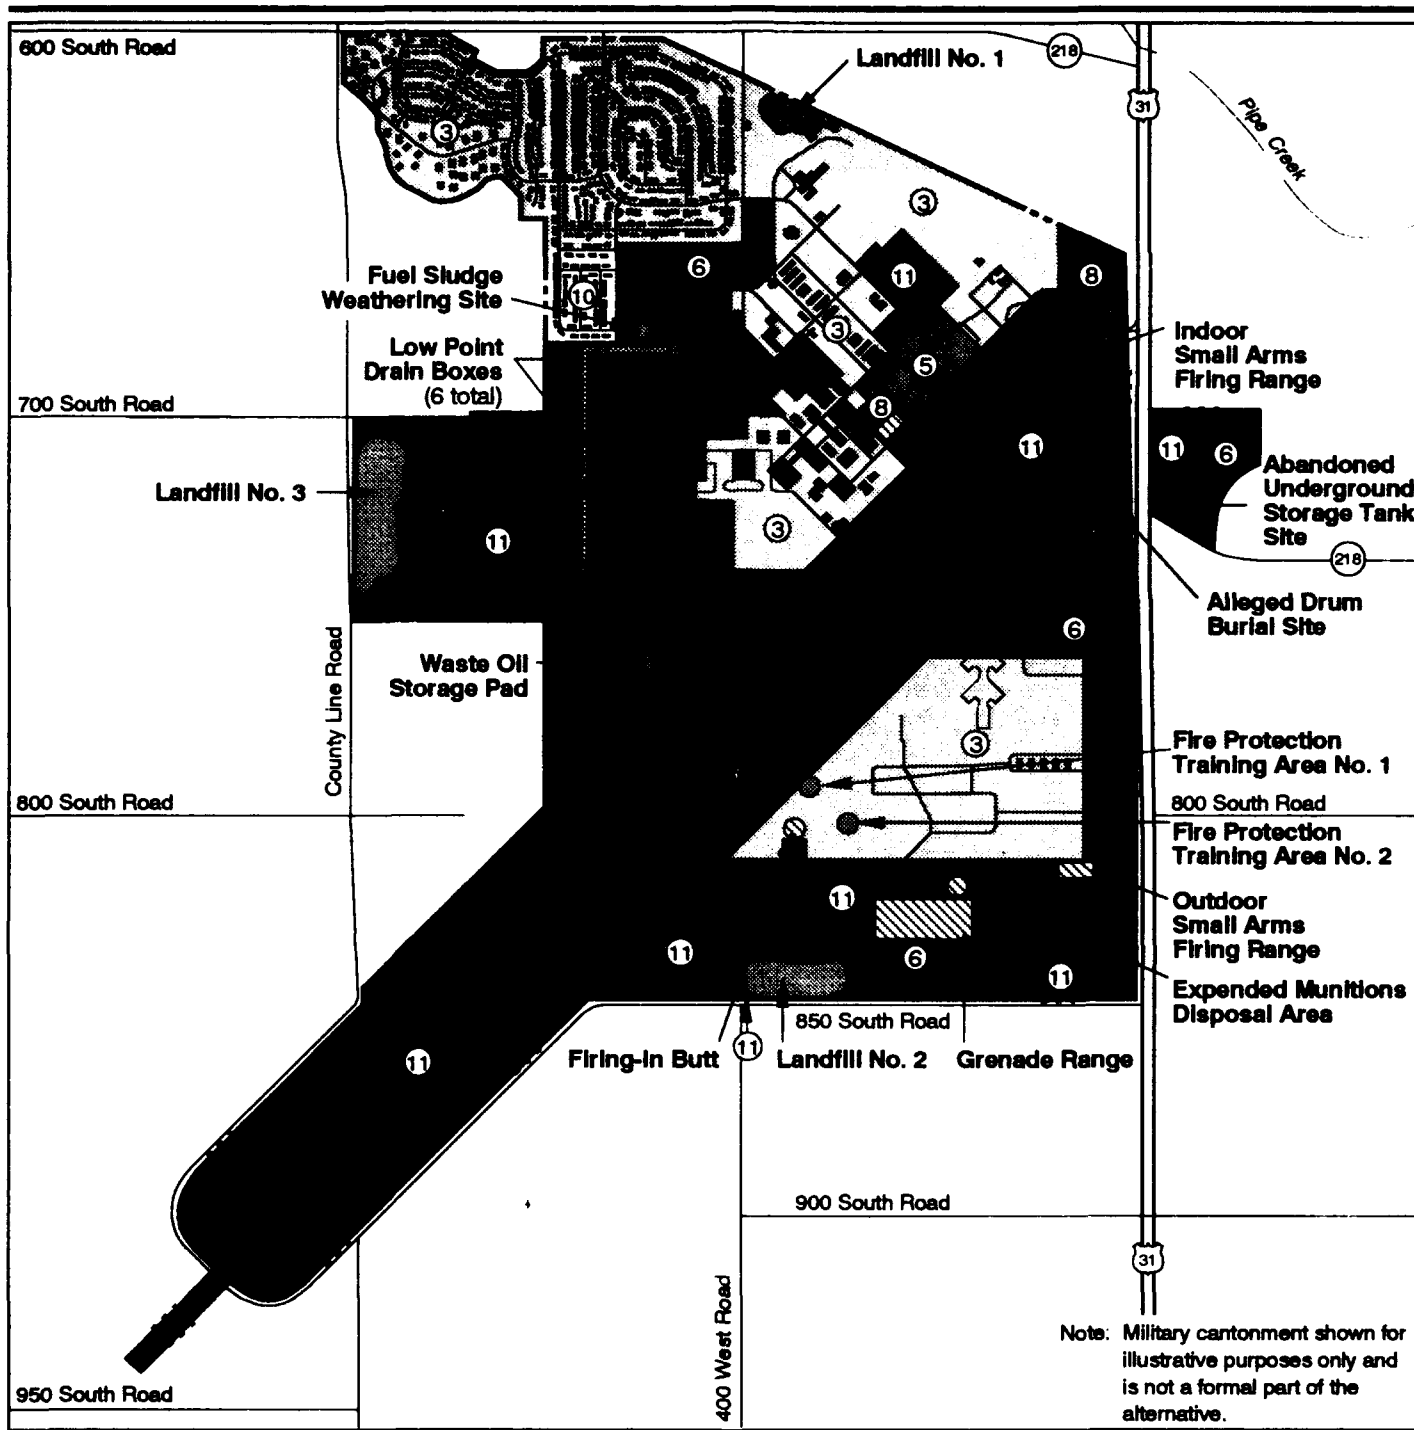 600 South Road
Landfill No. 1
218
31
Pipe Creek
3
3
6
11
8
Fuel Sludge
Weathering Site
10
3
Indoor
Small Arms
Firing Range
Low Point
Drain Boxes
(6 total)
5
700 South Road
8
11
11
6
Abandoned
Underground
Storage Tank
Site
Landfill No. 3
11
3
218
Alleged Drum
Burial Site
6
County Line Road
Waste Oil
Storage Pad
3
Fire Protection
Training Area No. 1
800 South Road
800 South Road
Fire Protection
Training Area No. 2
11
Outdoor
Small Arms
Firing Range
11
6
11
Expended Munitions
Disposal Area
850 South Road
11
Firing-In Butt
11
Landfill No. 2
Grenade Range
900 South Road
31
400 West Road
Note: Military cantonment shown for
illustrative purposes only and
is not a formal part of the
alternative.
950 South Road